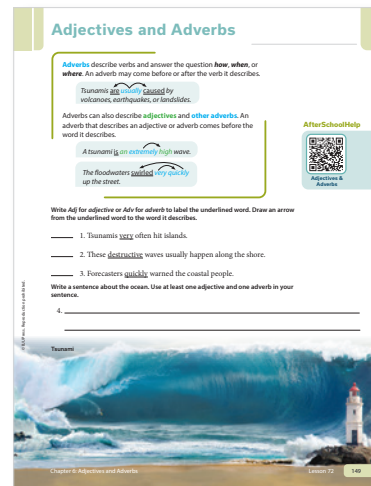 Adjectives and Adverbs
Adverbs describe verbs and answer the question how, when, or
where. An adverb may come before or after the verb it describes.
Tsunamis are usually caused by
volcanoes, earthquakes, or landslides.
Adverbs can also describe adjectives and other adverbs. An
adverb that describes an adjective or adverb comes before the
word it describes.
A tsunami is an extremely high wave.
The floodwaters swirled very quickly
up the street.
AfterSchoolHelp
Adjectives &
Adverbs
Write Adj for adjective or Adv for adverb to label the underlined word. Draw an arrow
from the underlined word to the word it describes.
1. Tsunamis very often hit islands.
2. These destructive waves usually happen along the shore.
3. Forecasters quickly warned the coastal people.
Write a sentence about the ocean. Use at least one adjective and one adverb in your
sentence.
4.
Tsunami
Chapter 6: Adjectives and Adverbs
Lesson 72
149